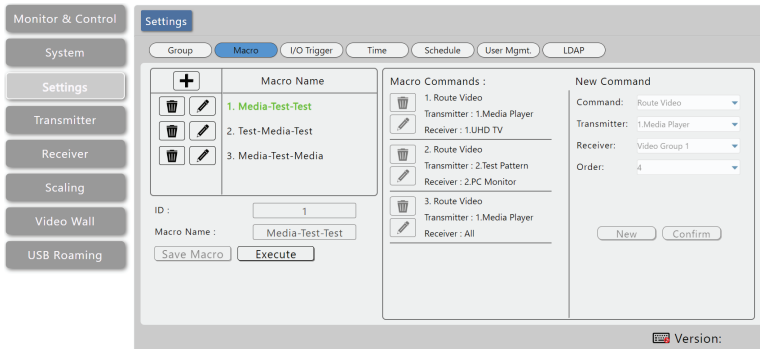 Monitor & Control
System
Settings
Transmitter
Receiver
Scaling
Video Wall
USB Roaming
Settings
Group
Macro
I/O Trigger
Time
Schedule
User Mgmt.
LDAP
Macro Name
1. Media-Test-Test
2. Test-Media-Test
3. Media-Test-Media
ID :
1
Macro Name :
Media-Test-Test
Save Macro
Execute
Macro Commands :
1. Route Video
Transmitter : 1.Media Player
Receiver : 1.UHD TV
2. Route Video
Transmitter : 2.Test Pattern
Receiver : 2.PC Monitor
3. Route Video
Transmitter : 1.Media Player
Receiver : All
New Command
Command: Route Video
Transmitter: 1.Media Player
Receiver: Video Group 1
Order: 4
New
Confirm
Version: